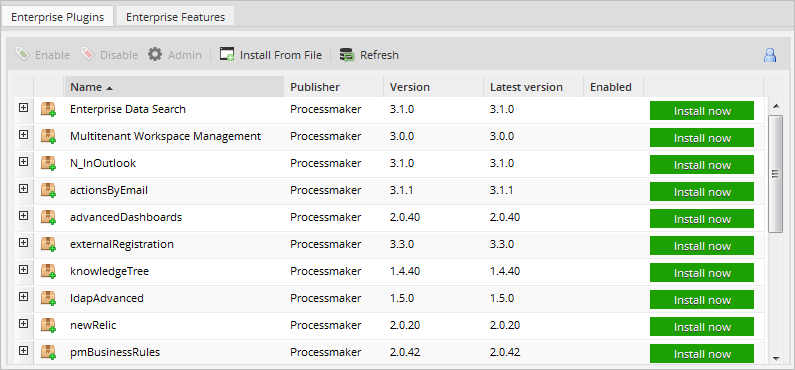 Enterprise Plugins Enterprise Features
Enable Disable Admin Install From File Refresh
Name Publisher Version Latest version Enabled
Enterprise Data Search Processmaker 3.1.0 3.1.0 Install now
Multitenant Workspace Management Processmaker 3.0.0 3.0.0 Install now
N_InOutlook Processmaker 3.1.0 3.1.0 Install now
actionsByEmail Processmaker 3.1.1 3.1.1 Install now
advancedDashboards Processmaker 2.0.40 2.0.40 Install now
externalRegistration Processmaker 3.3.0 3.3.0 Install now
knowledgeTree Processmaker 1.4.40 1.4.40 Install now
ldapAdvanced Processmaker 1.5.0 1.5.0 Install now
newRelic Processmaker 2.0.20 2.0.20 Install now
pmBusinessRules Processmaker 2.0.42 2.0.42 Install now